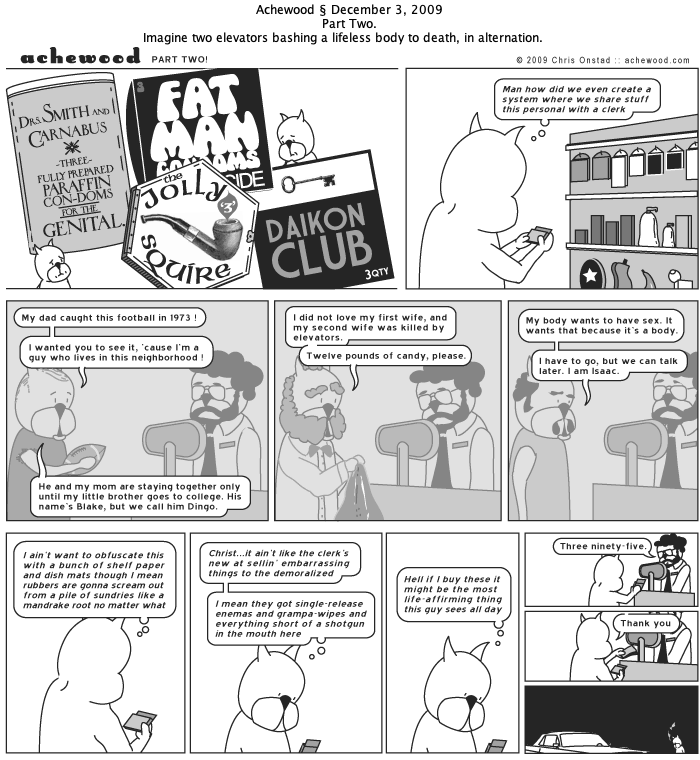 Achewood § December 3, 2009
Part Two.
Imagine two elevators bashing a lifeless body to death, in alternation.
achewood PART TWO!
© 2009 Chris Onstad :: achewood.com
DRS. SMITH AND
CARNABUS
-THREE-
FULLY PREPARED
PARAFFIN
CON-DOMS
FOR THE
GENITAL
3
FAT
MAN
CONDOMS
the
JOLLY
3
SQUIRE
DAIKON
CLUB
3QTY
Man how did we even create a
system where we share stuff
this personal with a clerk
My dad caught this football in 1973 !
I wanted you to see it, 'cause I'm a
guy who lives in this neighborhood !
He and my mom are staying together only
until my little brother goes to college. His
name's Blake, but we call him Dingo.
I did not love my first wife, and
my second wife was killed by
elevators.
Twelve pounds of candy, please.
My body wants to have sex. It
wants that because it's a body.
I have to go, but we can talk
later. I am Isaac.
I ain't want to obfuscate this
with a bunch of shelf paper
and dish mats though I mean
rubbers are gonna scream out
from a pile of sundries like a
mandrake root no matter what
Christ...it ain't like the clerk's
new at sellin' embarrassing
things to the demoralized
I mean they got single-release
enemas and grampa-wipes and
everything short of a shotgun
in the mouth here
Hell if I buy these it
might be the most
life-affirming thing
this guy sees all day
Three ninety-five.
Thank you